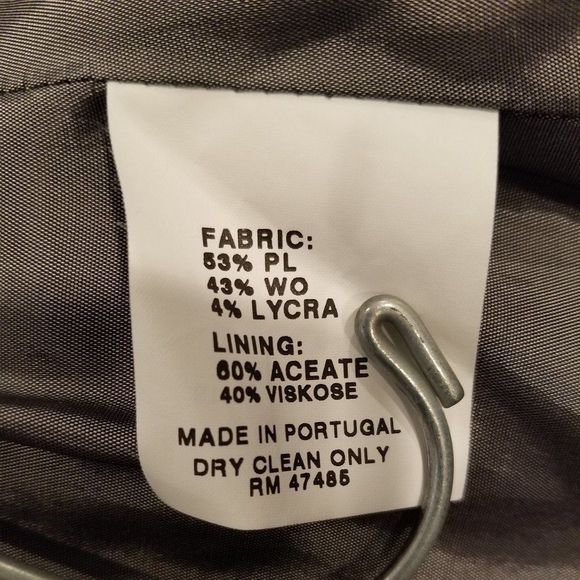 FABRIC:
53% PL
43% WO
4% LYCRA
LINING:
60% ACEATE
40% VISKOSE
MADE IN PORTUGAL
DRY CLEAN ONLY
RM 47485